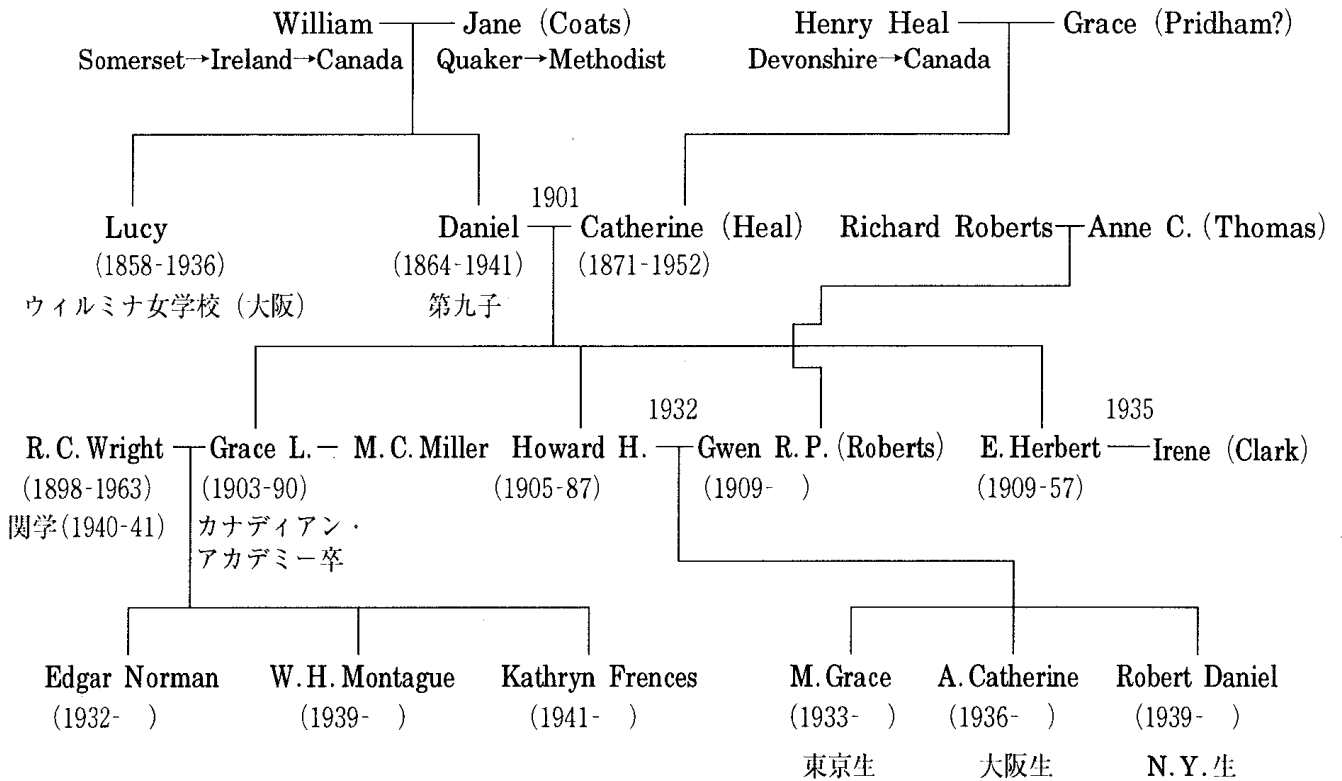 William Jane (Coats) Henry Heal Grace (Pridham?)
Somerset→Ireland→Canada Quaker→Methodist Devonshire→Canada
1901
Lucy Daniel Catherine (Heal) Richard Roberts Anne C. (Thomas)
(1858-1936) (1864-1941) (1871-1952)
ウィルミナ女学校 (大阪) 第九子
1932 1935
R. C. Wright Grace L. M. C. Miller Howard H. Gwen R. P. (Roberts) E. Herbert Irene (Clark)
(1898-1963) (1903-90) (1905-87) (1909- ) (1909-57)
関学(1940-41) カナディアン・
アカデミー卒
Edgar Norman W. H. Montague Kathryn Frences M. Grace A. Catherine Robert Daniel
(1932- ) (1939- ) (1941- ) (1933- ) (1936- ) (1939- )
東京生 大阪生 N. Y. 生